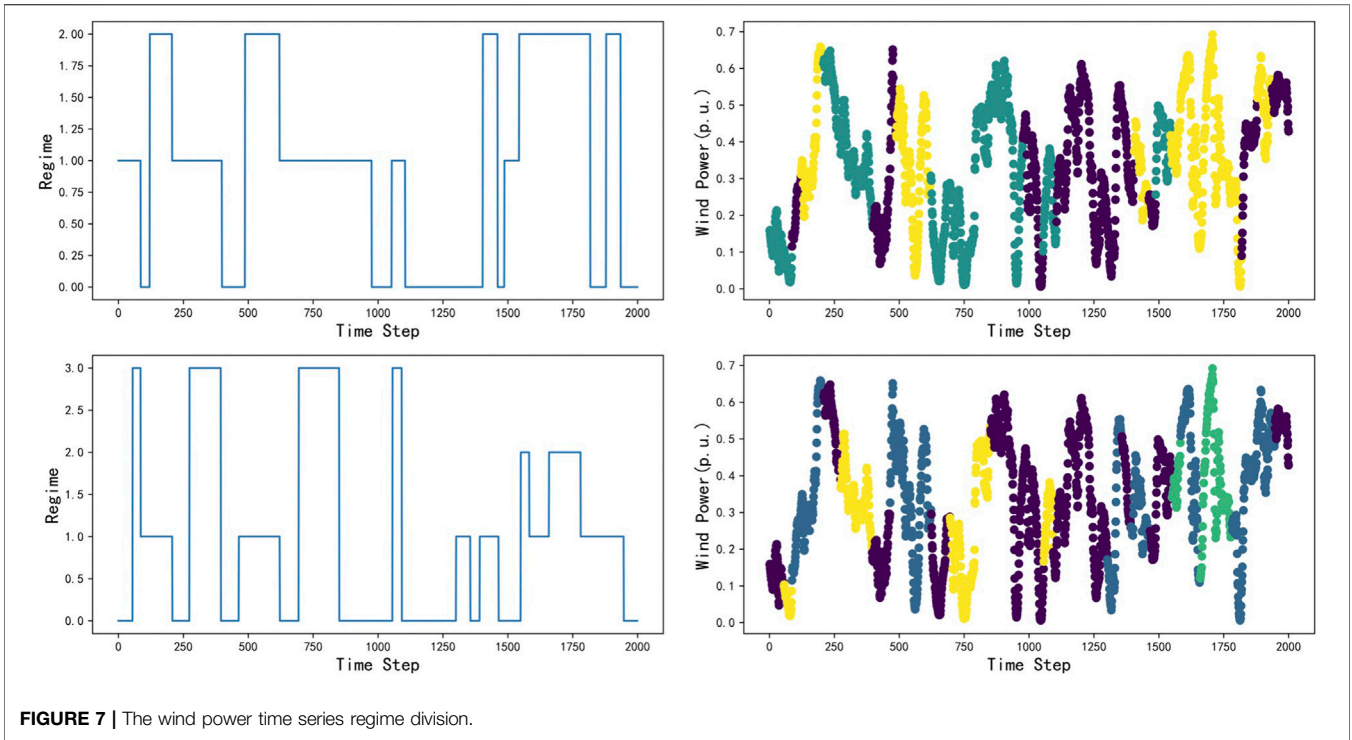 2.00
1.75
1.50
1.25
1.00
0.75
0.50
0.25
0.00
Regime
0 250 500 750 1000 1250 1500 1750 2000
Time Step
0.7
0.6
0.5
0.4
0.3
0.2
0.1
0.0
Wind Power(p.u.)
0 250 500 750 1000 1250 1500 1750 2000
Time Step
3.0
2.5
2.0
1.5
1.0
0.5
0.0
Regime
0 250 500 750 1000 1250 1500 1750 2000
Time Step
0.7
0.6
0.5
0.4
0.3
0.2
0.1
0.0
Wind Power(p.u.)
0 250 500 750 1000 1250 1500 1750 2000
Time Step
FIGURE 7 | The wind power time series regime division.